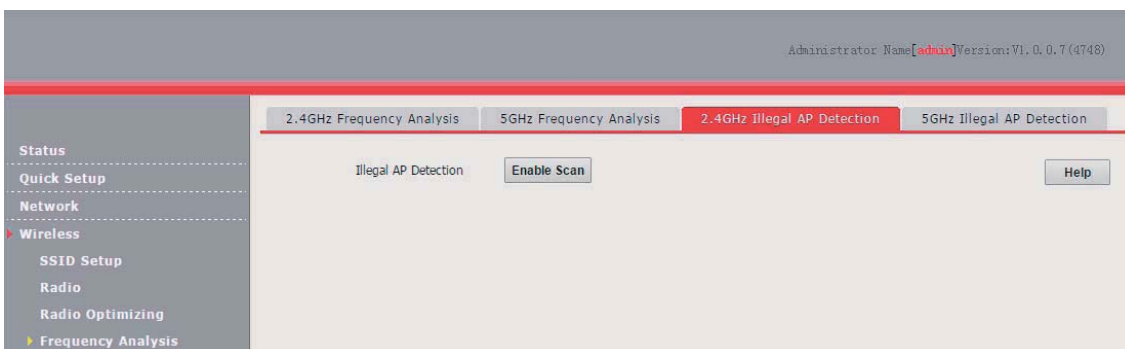 Administrator Name[admin]Version:V1.0.0.7(4748)
2.4GHz Frequency Analysis
5GHz Frequency Analysis
2.4GHz Illegal AP Detection
5GHz Illegal AP Detection
Status
Quick Setup
Network
Wireless
SSID Setup
Radio
Radio Optimizing
Frequency Analysis
Illegal AP Detection
Enable Scan
Help